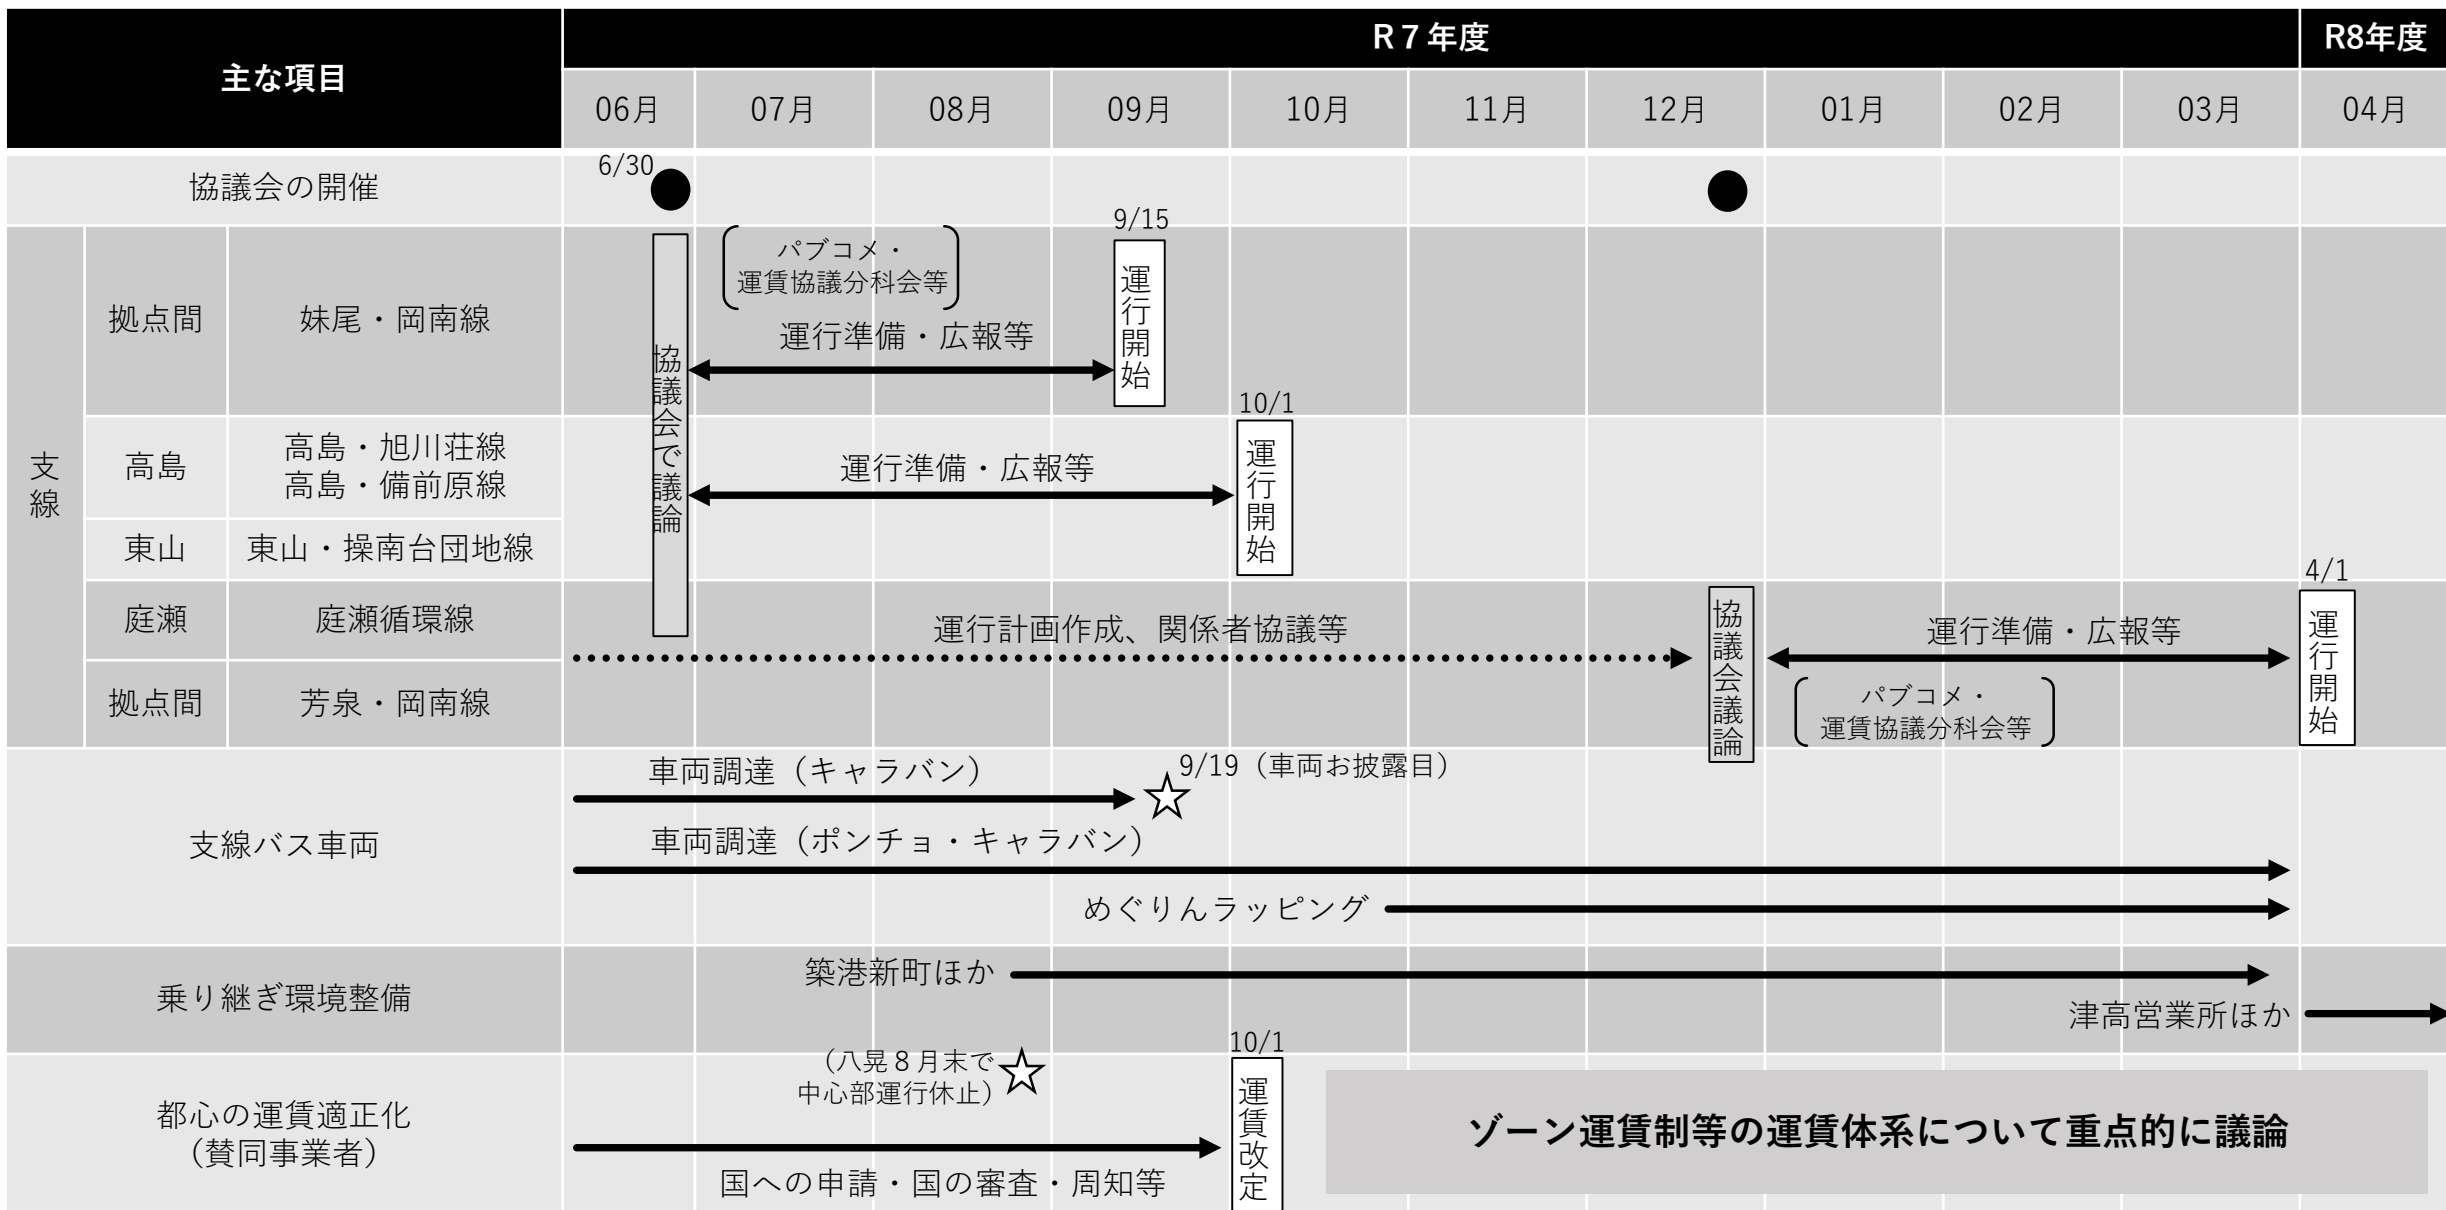 主な項目
R７年度
R8年度
06月
07月
08月
09月
10月
11月
12月
01月
02月
03月
04月
協議会の開催
6/30
支線
拠点間
妹尾・岡南線
協議会で議論
パブコメ・
運賃協議分科会等
運行準備・広報等
9/15
運行開始
高島
高島・旭川荘線
高島・備前原線
運行準備・広報等
10/1
運行開始
東山
東山・操南台団地線
庭瀬
庭瀬循環線
運行計画作成、関係者協議等
協議会議論
運行準備・広報等
4/1
運行開始
拠点間
芳泉・岡南線
パブコメ・
運賃協議分科会等
支線バス車両
車両調達（キャラバン）
9/19（車両お披露目）
車両調達（ポンチョ・キャラバン）
めぐりんラッピング
乗り継ぎ環境整備
築港新町ほか
津高営業所ほか
都心の運賃適正化
（賛同事業者）
（八晃８月末で
中心部運行休止）
国への申請・国の審査・周知等
10/1
運賃改定
ゾーン運賃制等の運賃体系について重点的に議論